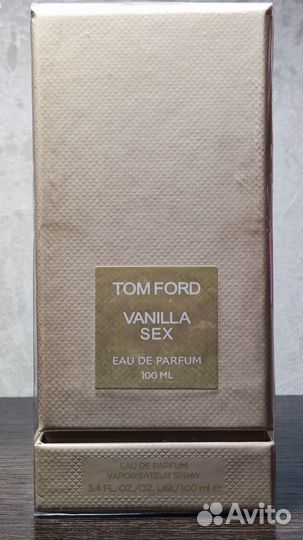 TOM FORD
VANILLA
SEX
EAU DE PARFUM
100 ML
EAU DE PARFUM
VAPORISATEUR SPRAY
3.4 FL. OZ./OZ. LIQ./100 ml ℮
Avito